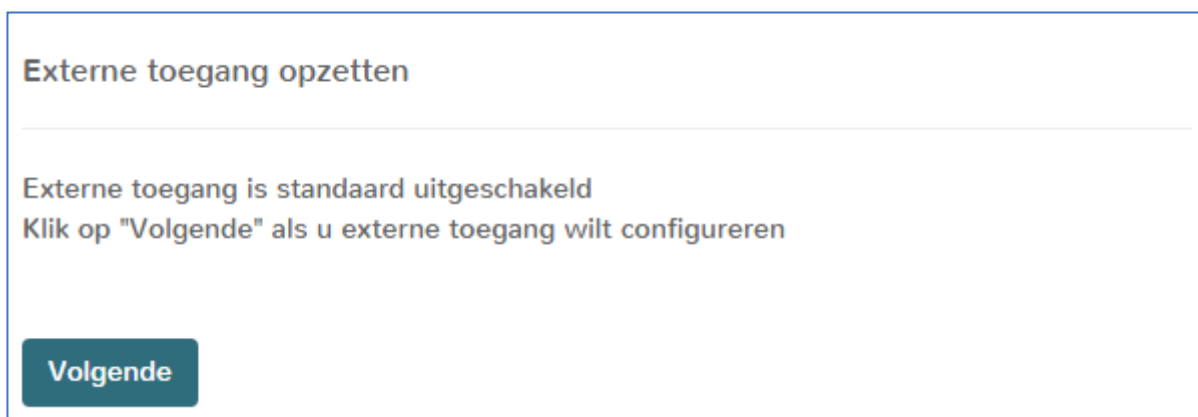 Externe toegang opzetten
Externe toegang is standaard uitgeschakeld
Klik op "Volgende" als u externe toegang wilt configureren
Volgende